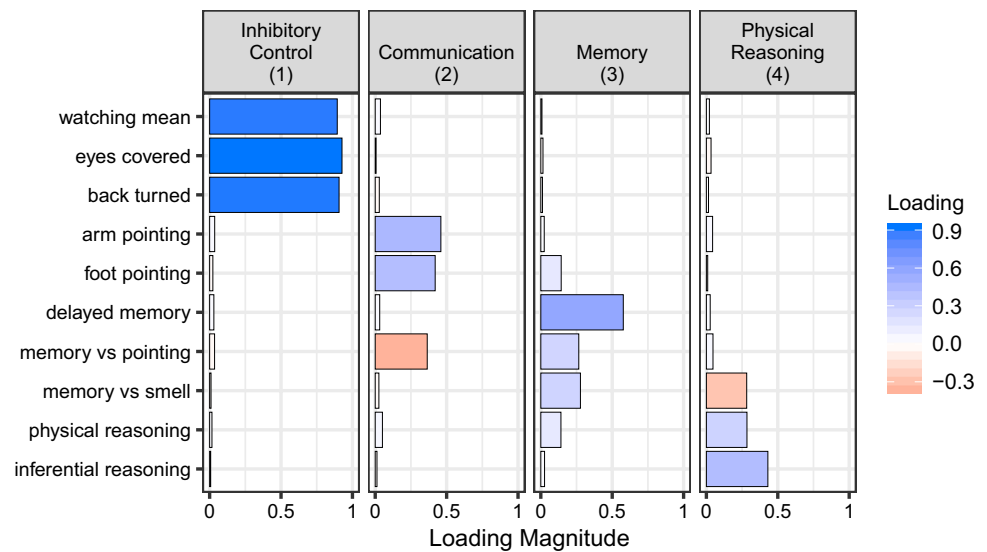 Inhibitory
Control
(1)
Communication
(2)
Memory
(3)
Physical
Reasoning
(4)
watching mean
eyes covered
back turned
arm pointing
foot pointing
delayed memory
memory vs pointing
memory vs smell
physical reasoning
inferential reasoning
0 0.5 1 0 0.5 1 0 0.5 1 0 0.5 1
Loading Magnitude
Loading
0.9
0.6
0.3
0.0
−0.3